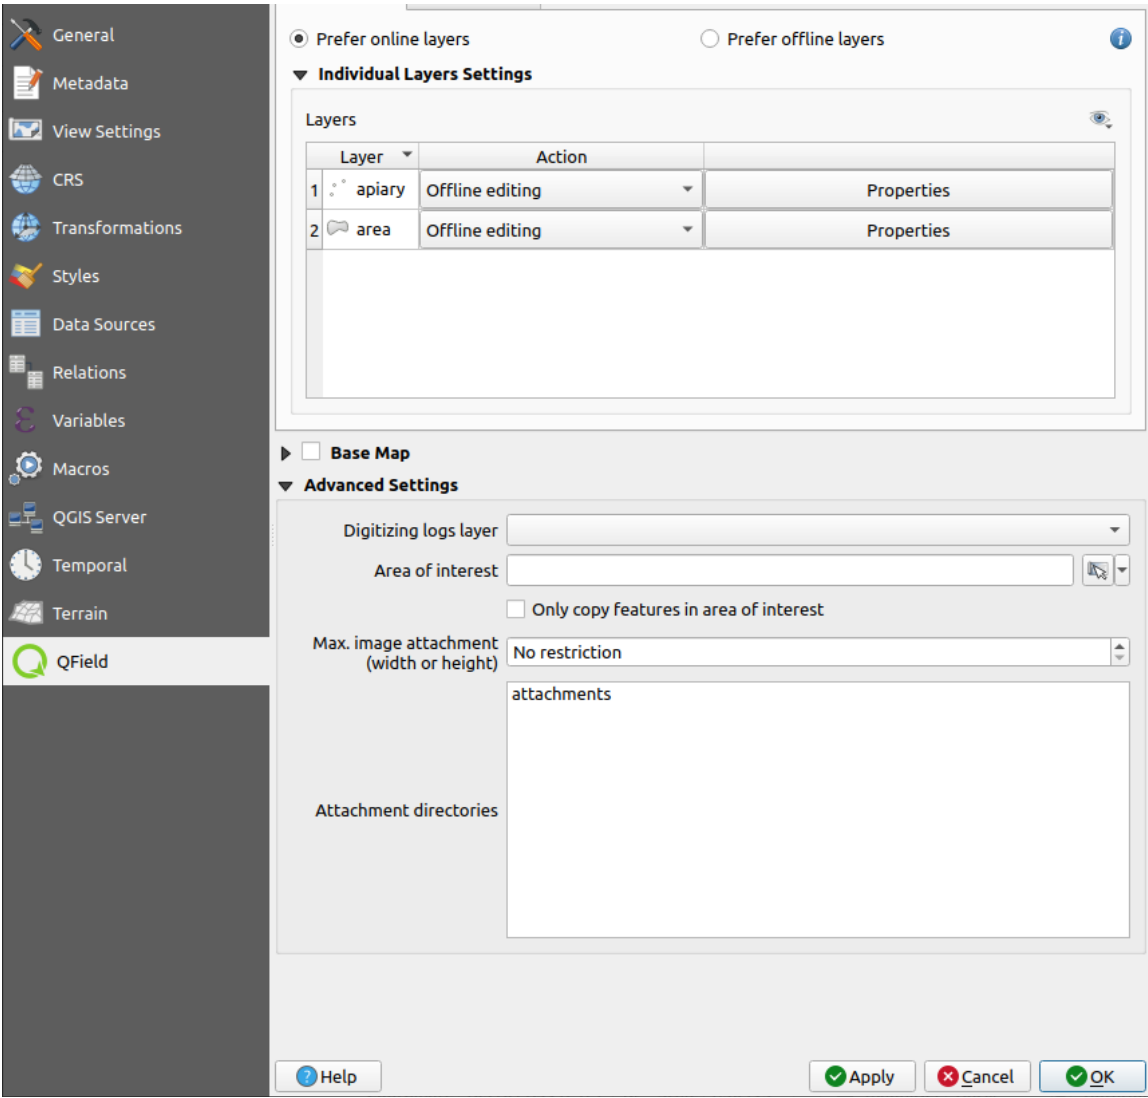 General
Metadata
View Settings
CRS
Transformations
Styles
Data Sources
Relations
Variables
Macros
QGIS Server
Temporal
Terrain
QField
Prefer online layers Prefer offline layers
Individual Layers Settings
Layers
Layer Action
1 apiary Offline editing Properties
2 area Offline editing Properties
Base Map
Advanced Settings
Digitizing logs layer
Area of interest
Only copy features in area of interest
Max. image attachment
(width or height) No restriction
attachments
Attachment directories
Help Apply Cancel OK